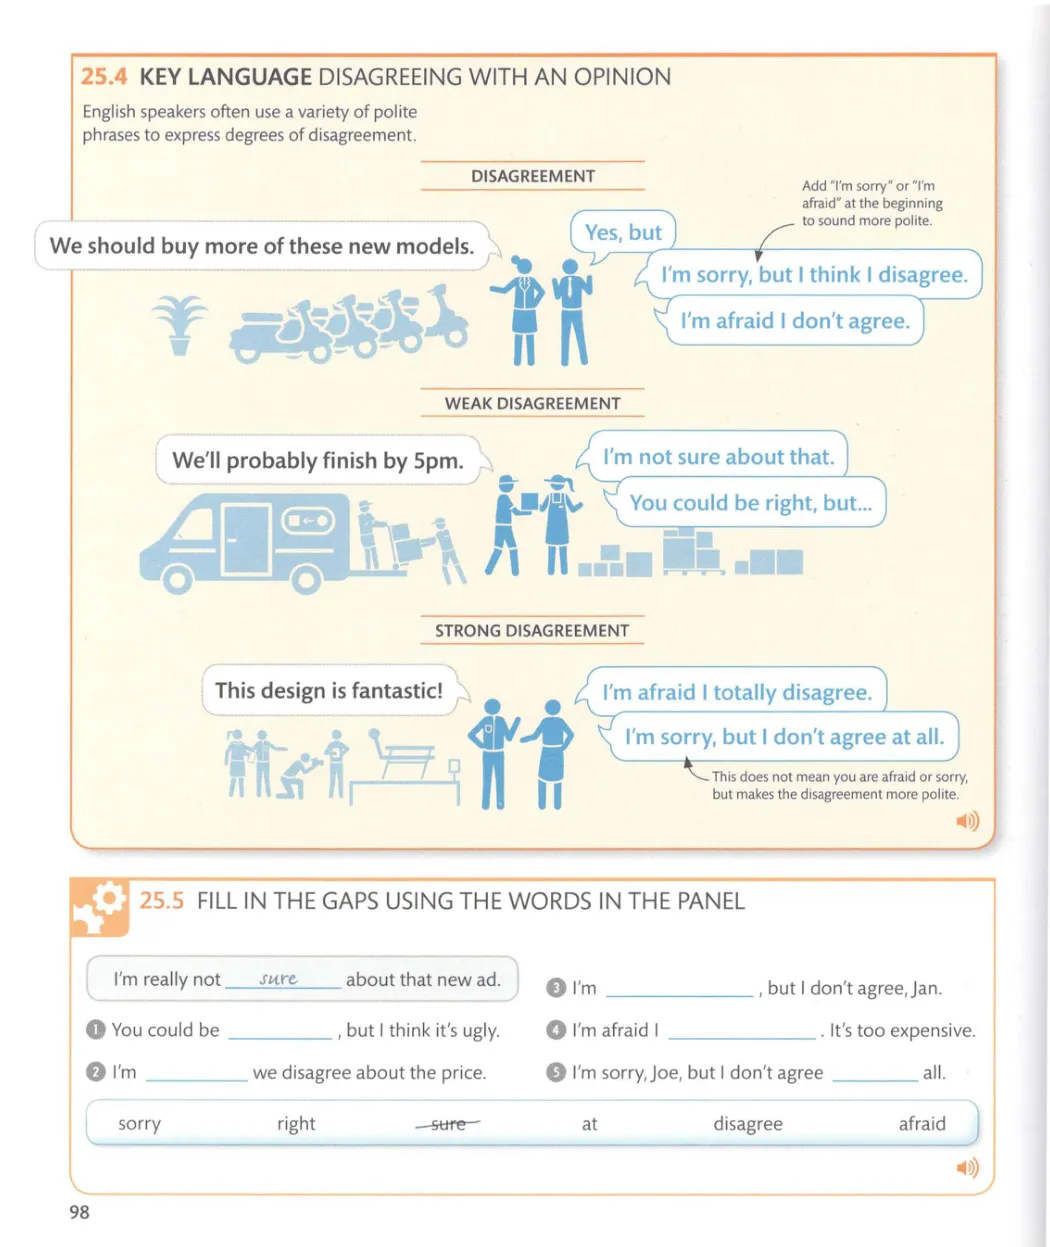 25.4 KEY LANGUAGE DISAGREEING WITH AN OPINION
English speakers often use a variety of polite
phrases to express degrees of disagreement.
DISAGREEMENT
Add "I'm sorry" or "I'm
afraid" at the beginning
to sound more polite.
We should buy more of these new models.
Yes, but
I'm sorry, but I think I disagree.
I'm afraid I don't agree.
WEAK DISAGREEMENT
We'll probably finish by 5pm.
I'm not sure about that.
You could be right, but...
STRONG DISAGREEMENT
This design is fantastic!
I'm afraid I totally disagree.
I'm sorry, but I don't agree at all.
This does not mean you are afraid or sorry,
but makes the disagreement more polite.
25.5 FILL IN THE GAPS USING THE WORDS IN THE PANEL
I'm really not sure about that new ad.
1 You could be ____________, but I think it's ugly.
2 I'm ____________ we disagree about the price.
3 I'm ____________, but I don't agree, Jan.
4 I'm afraid I ____________. It's too expensive.
5 I'm sorry, Joe, but I don't agree ____________ all.
sorry right sure at disagree afraid
98